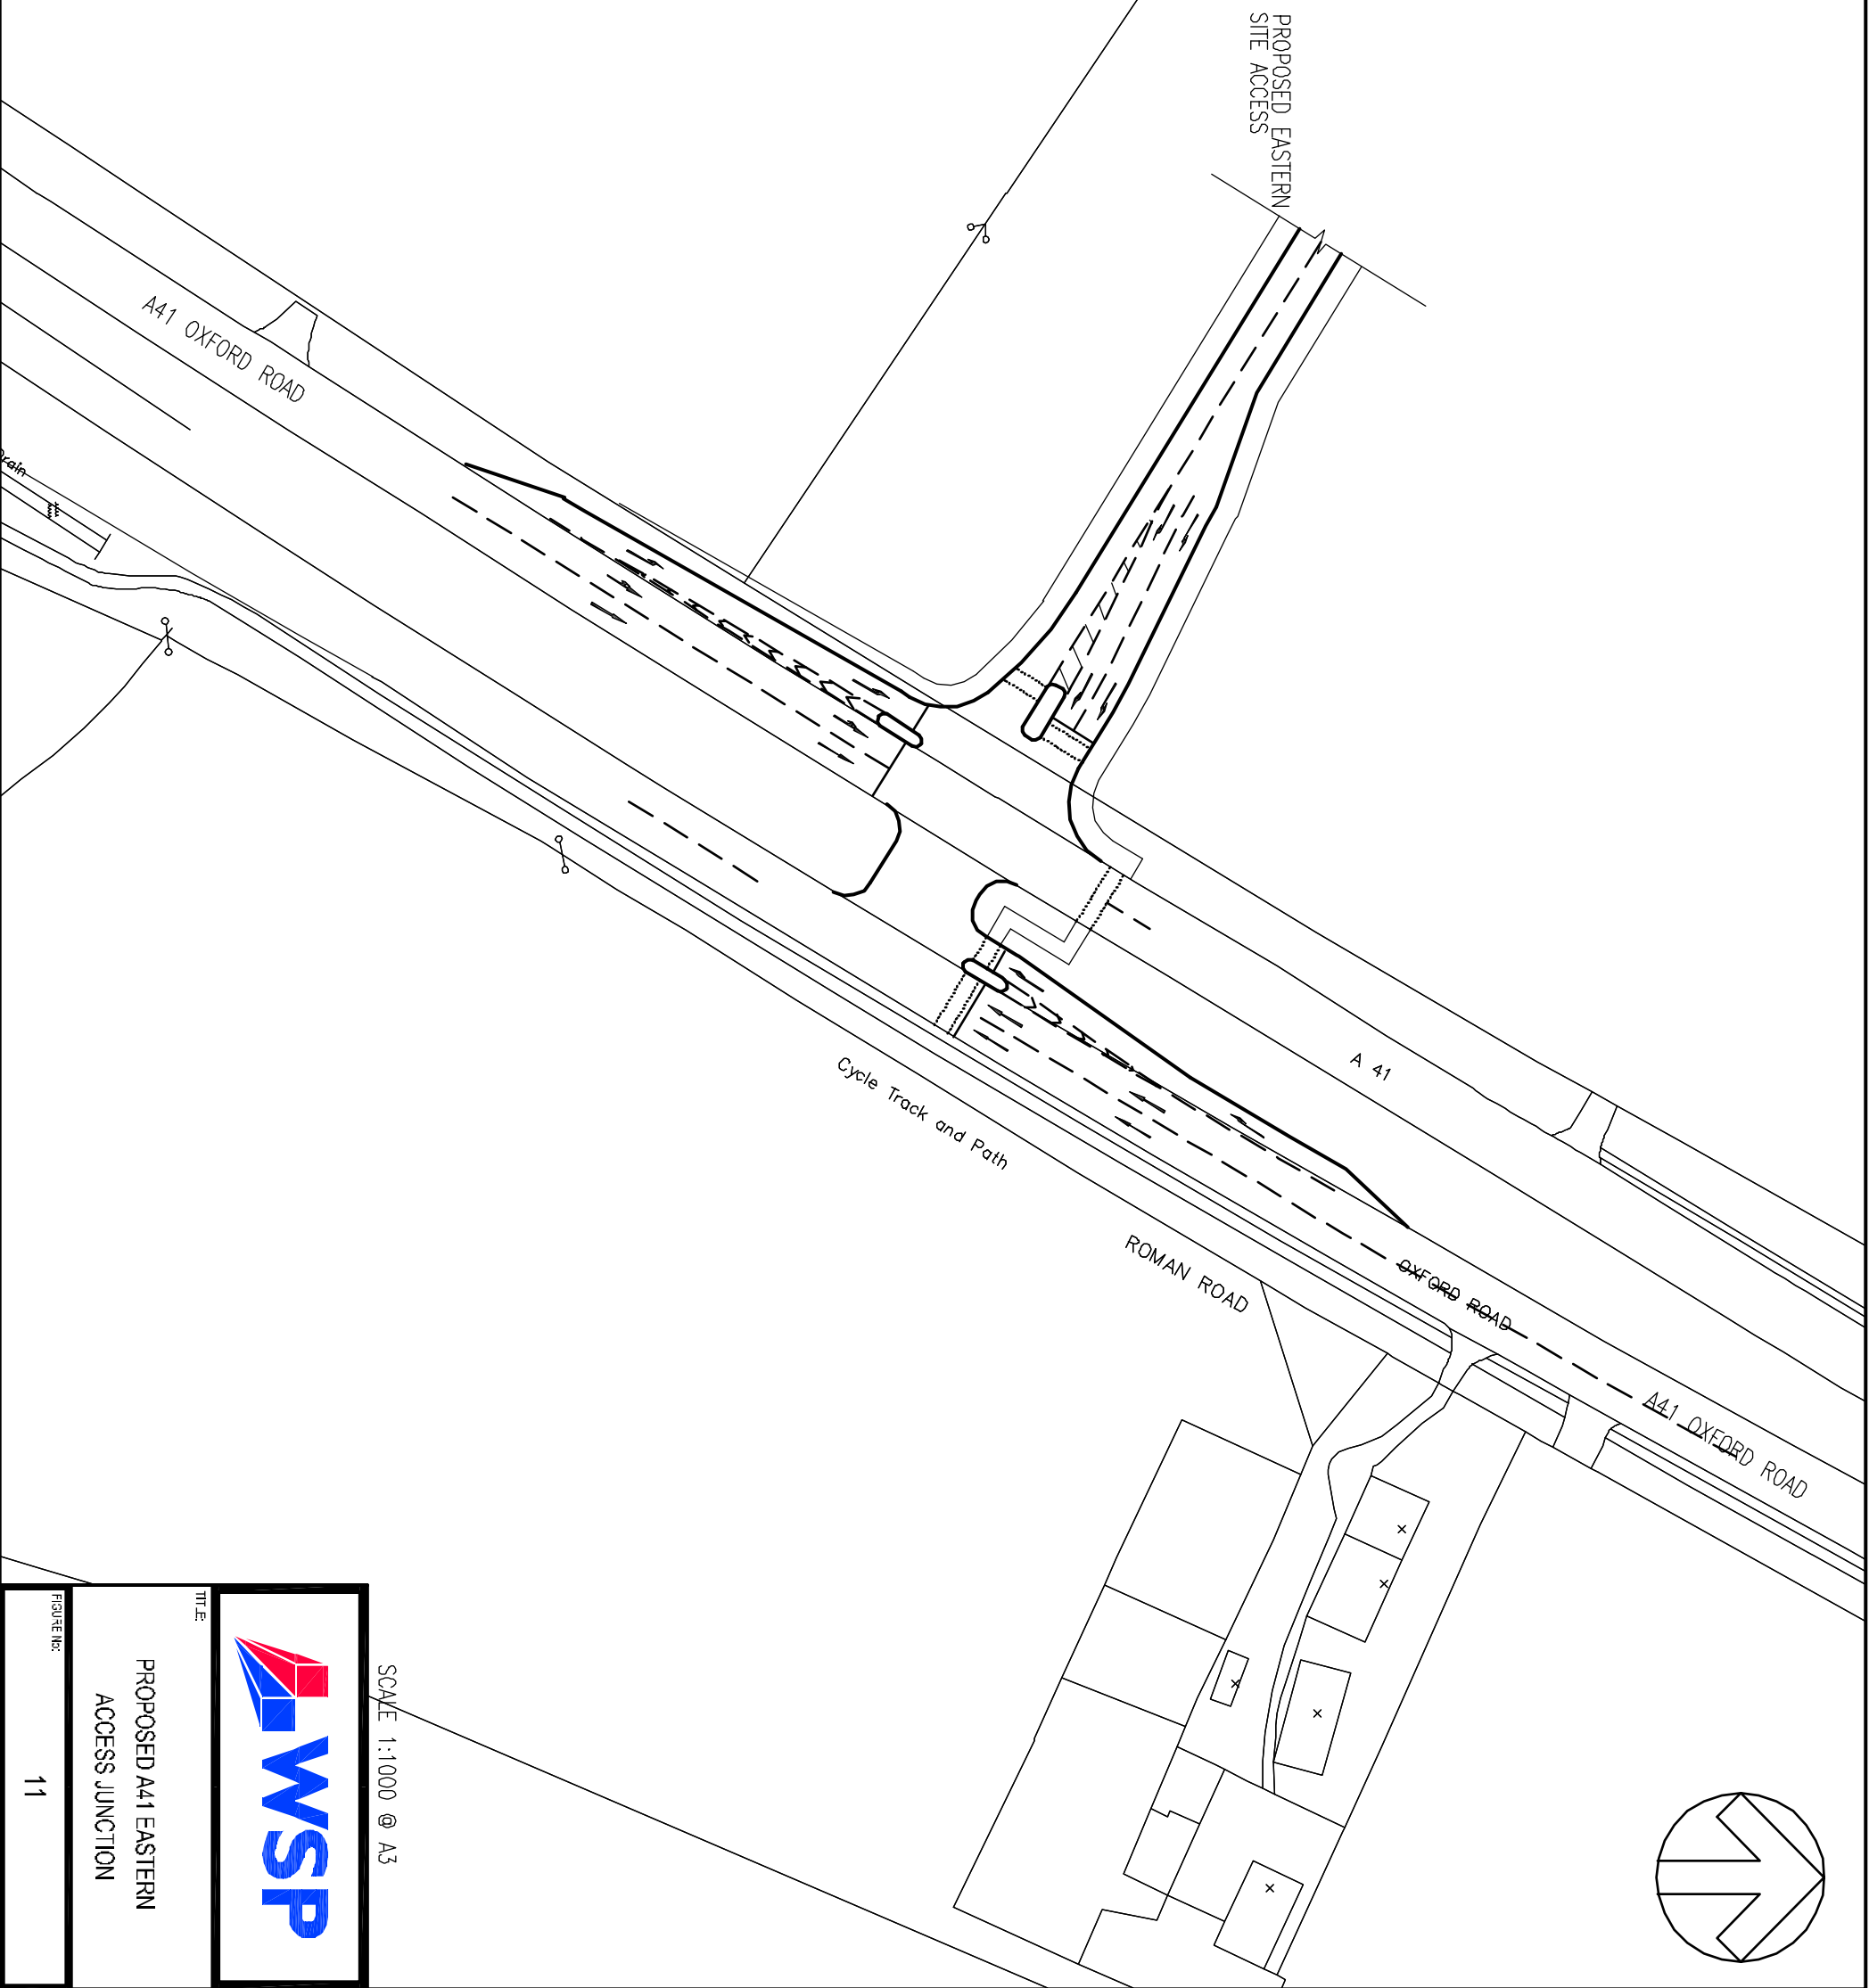 PROPOSED EASTERN
SITE ACCESS
A41 OXFORD ROAD
Drain
A 41
Cycle Track and Path
ROMAN ROAD
OXFORD ROAD
A41 OXFORD ROAD
SCALE 1:1000 @ A3
WSP
TITLE:
PROPOSED A41 EASTERN
ACCESS JUNCTION
FIGURE No:
11